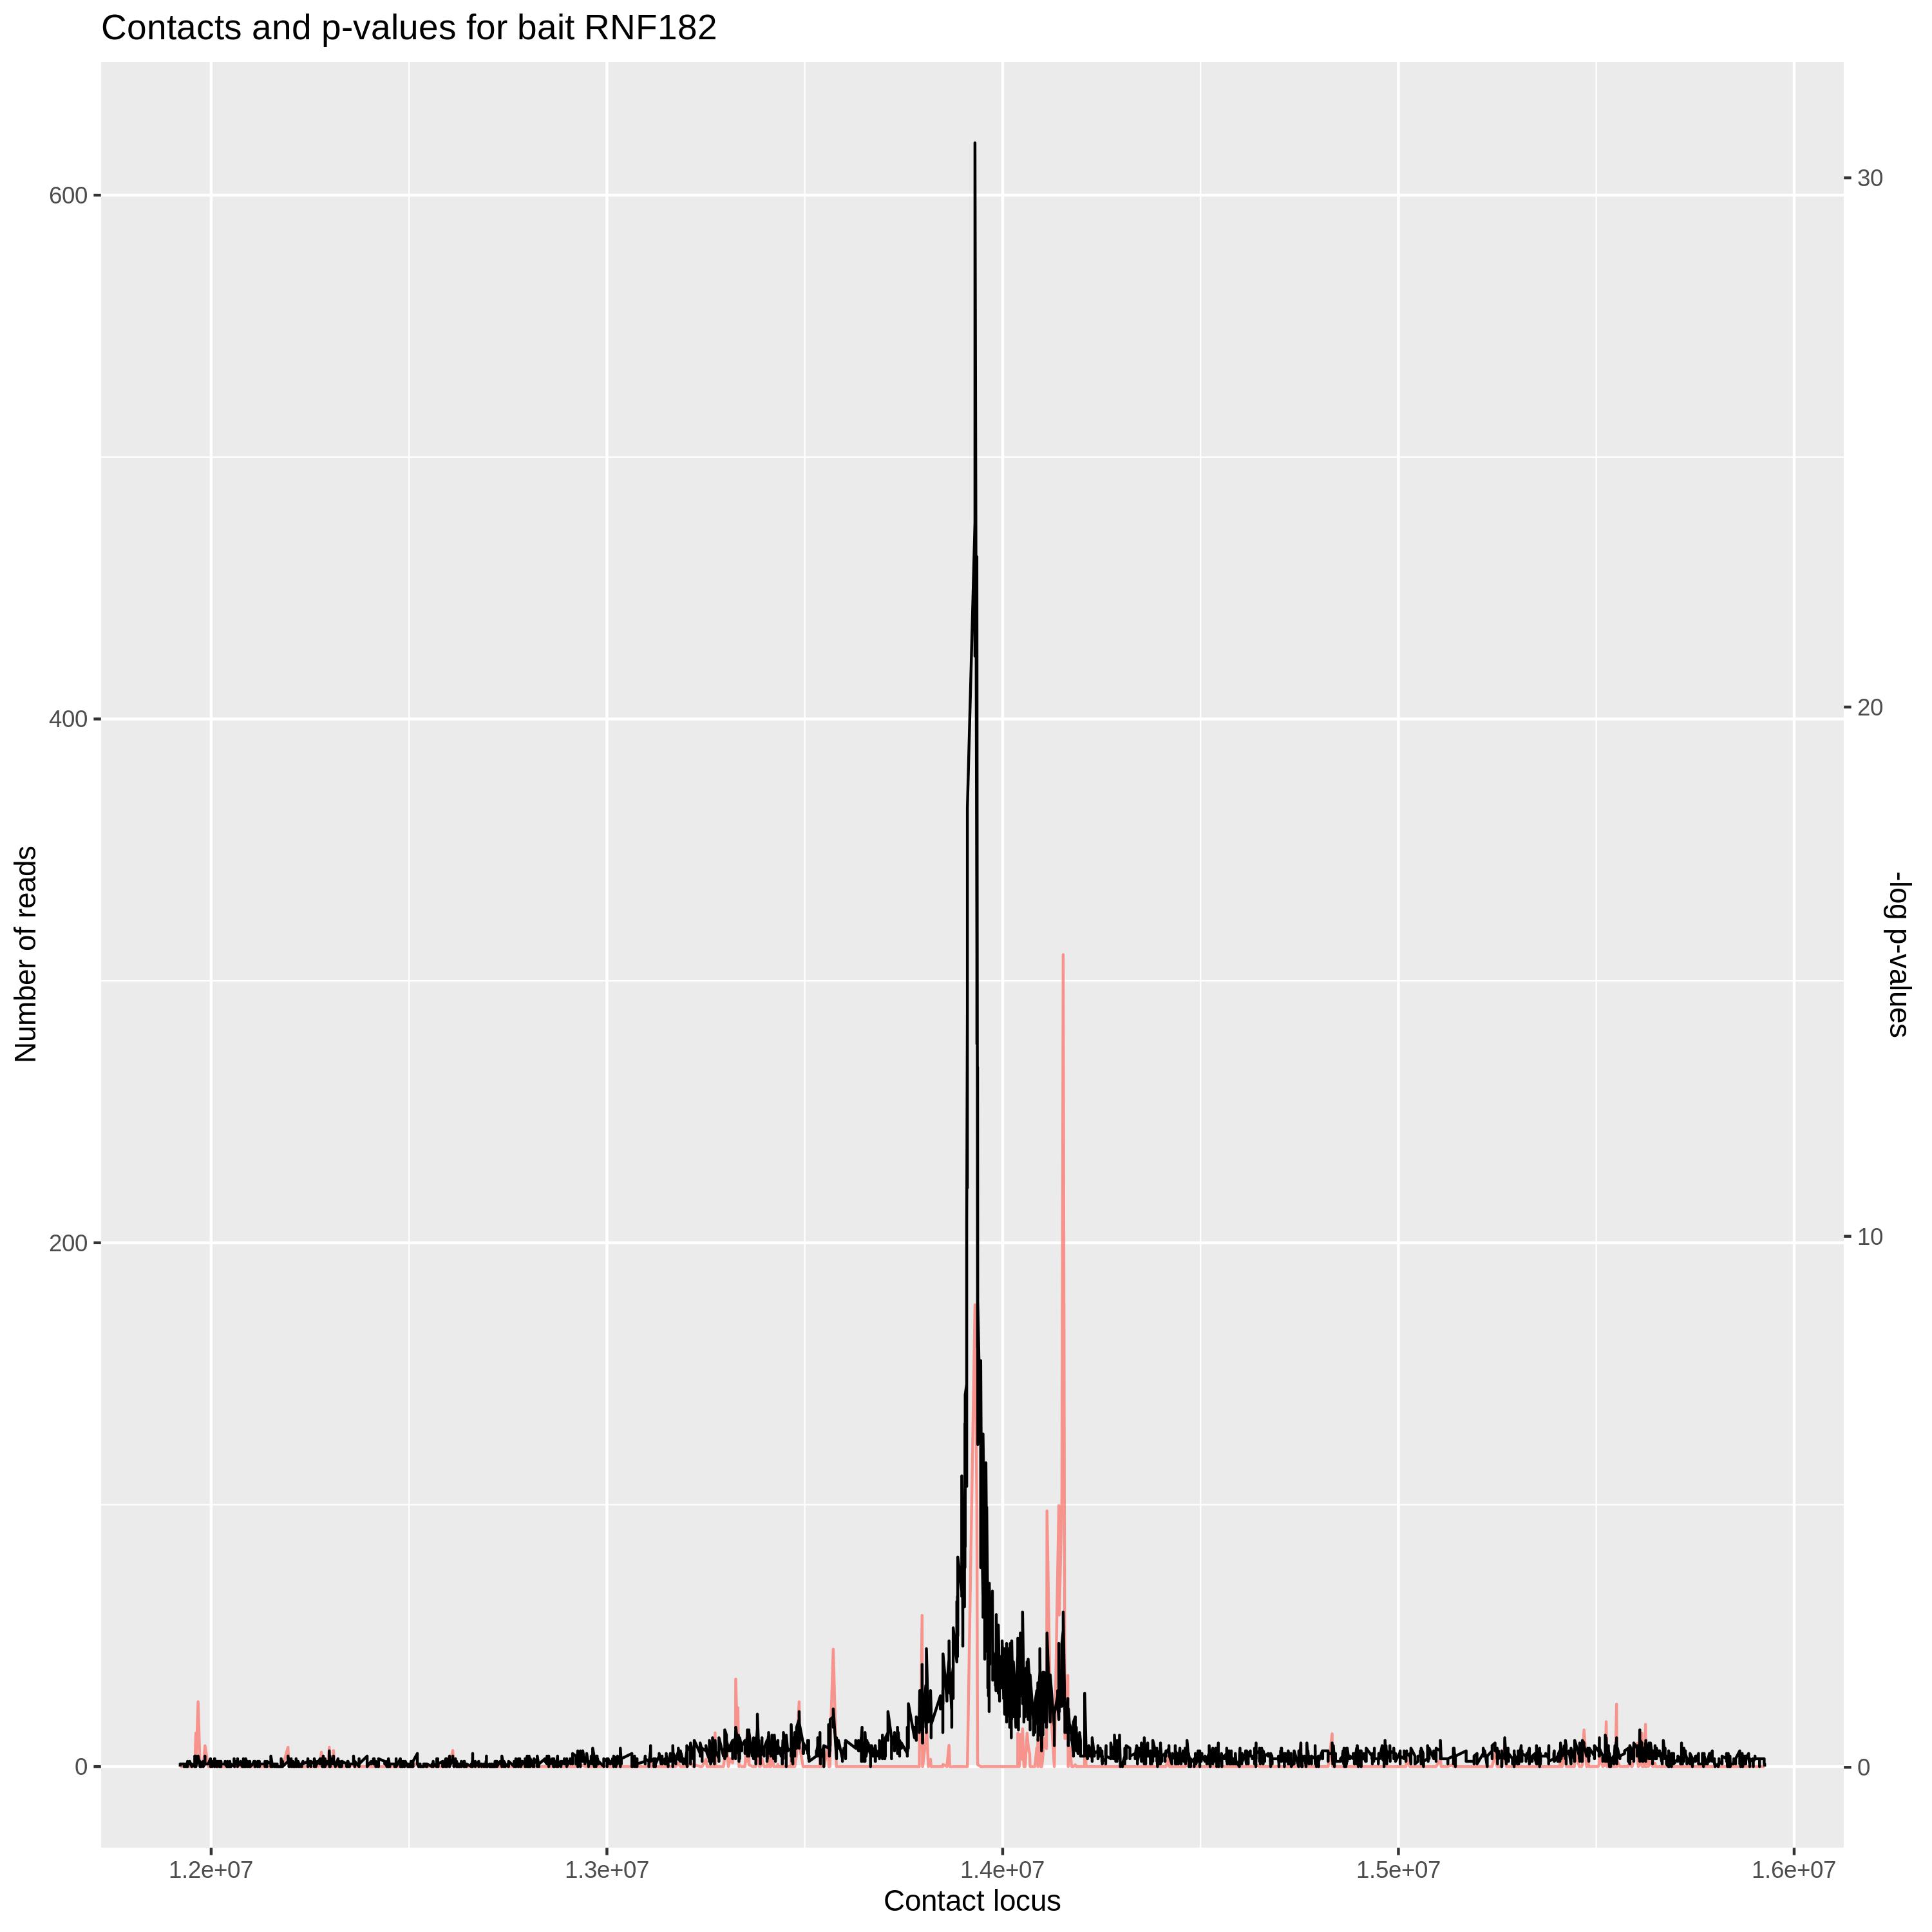 Contacts and p-values for bait RNF182
600
400
200
0
30
20
10
0
Number of reads
-log p-values
1.2e+07
1.3e+07
1.4e+07
1.5e+07
1.6e+07
Contact locus